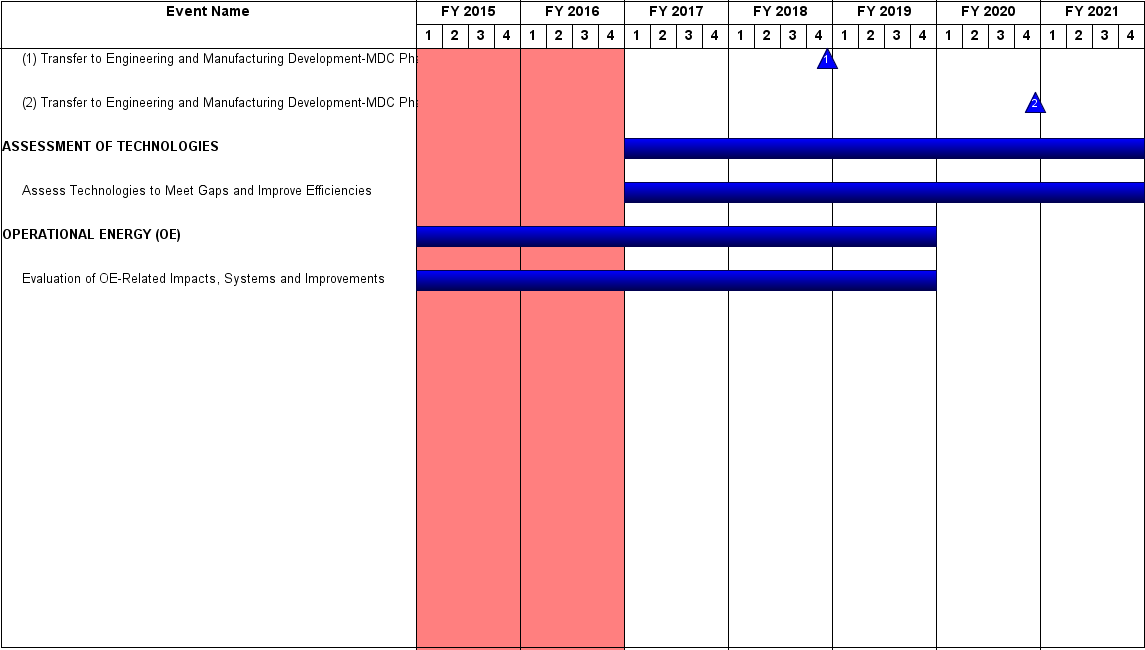 Event Name FY 2015 FY 2016 FY 2017 FY 2018 FY 2019 FY 2020 FY 2021
1 2 3 4 1 2 3 4 1 2 3 4 1 2 3 4 1 2 3 4 1 2 3 4 1 2 3 4
(1) Transfer to Engineering and Manufacturing Development-MDC 1
(2) Transfer to Engineering and Manufacturing Development-MDC 2
ASSESSMENT OF TECHNOLOGIES
Assess Technologies to Meet Gaps and Improve Efficiencies
OPERATIONAL ENERGY (OE)
Evaluation of OE-Related Impacts, Systems and Improvements